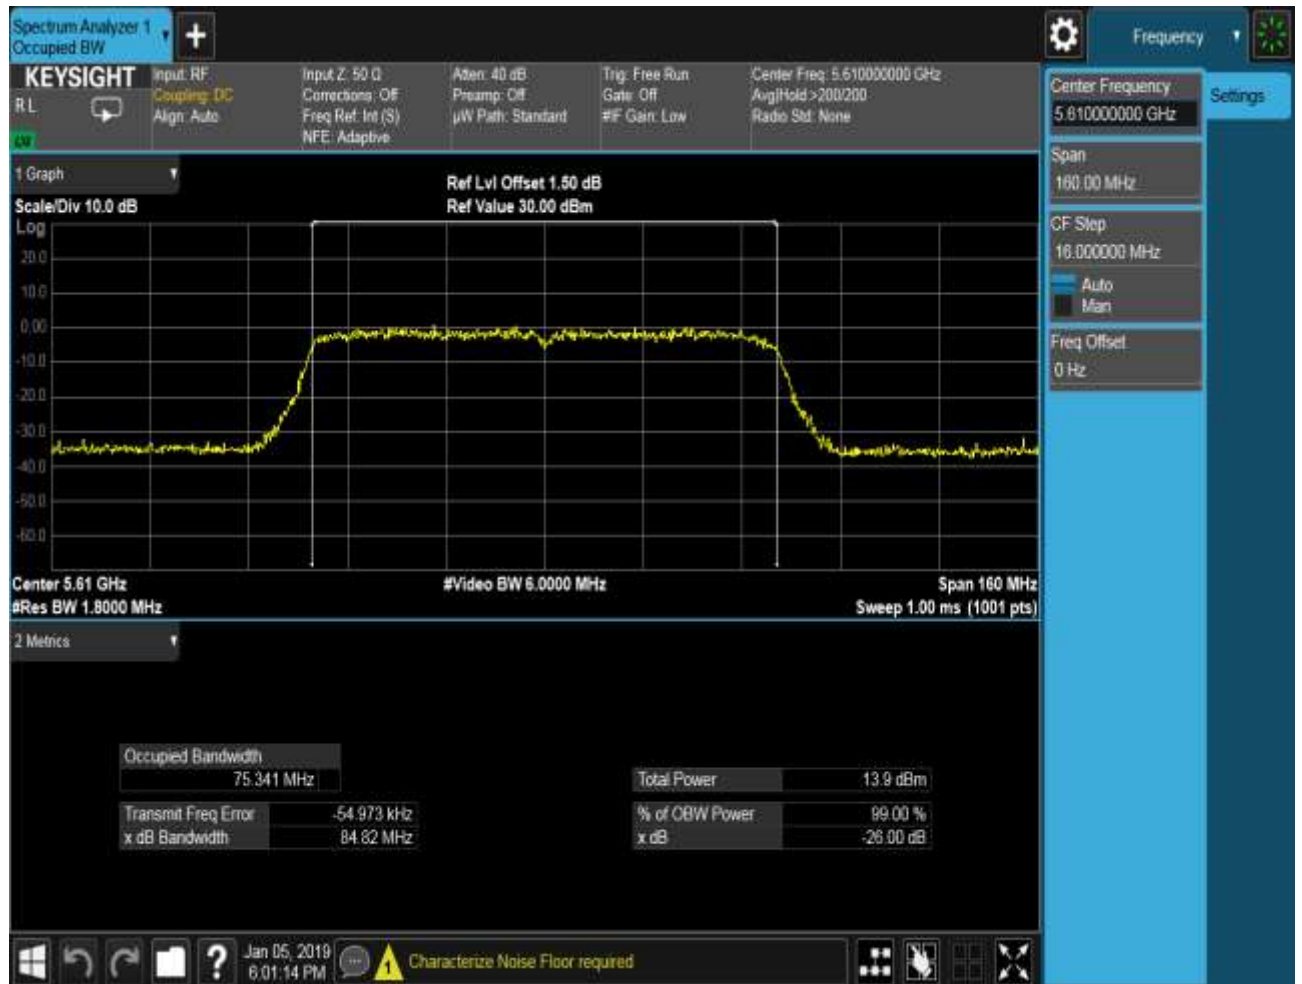 Spectrum Analyzer 1
Occupied BW
Frequency
KEYSIGHT
R L
Input: RF
Coupling: DC
Align: Auto
Input Z: 50 Ω
Corrections: Off
Freq Ref: Int (S)
NFE: Adaptive
Atten: 40 dB
Preamp: Off
µW Path: Standard
Trig: Free Run
Gate: Off
#IF Gain: Low
Center Freq: 5.610000000 GHz
Avg|Hold:>200/200
Radio Std: None
Center Frequency
5.610000000 GHz
Settings
Span
160.00 MHz
CF Step
16.000000 MHz
Auto
Man
Freq Offset
0 Hz
1 Graph
Scale/Div 10.0 dB
Ref Lvl Offset 1.50 dB
Ref Value 30.00 dBm
Log
20.0
10.0
0.00
-10.0
-20.0
-30.0
-40.0
-50.0
-60.0
Center 5.61 GHz
#Video BW 6.0000 MHz
Span 160 MHz
#Res BW 1.8000 MHz
Sweep 1.00 ms (1001 pts)
2 Metrics
Occupied Bandwidth
75.341 MHz
Total Power 13.9 dBm
Transmit Freq Error -54.973 kHz
% of OBW Power 99.00 %
x dB Bandwidth 84.82 MHz
x dB -26.00 dB
?
Jan 05, 2019
6:01:14 PM
1
Characterize Noise Floor required